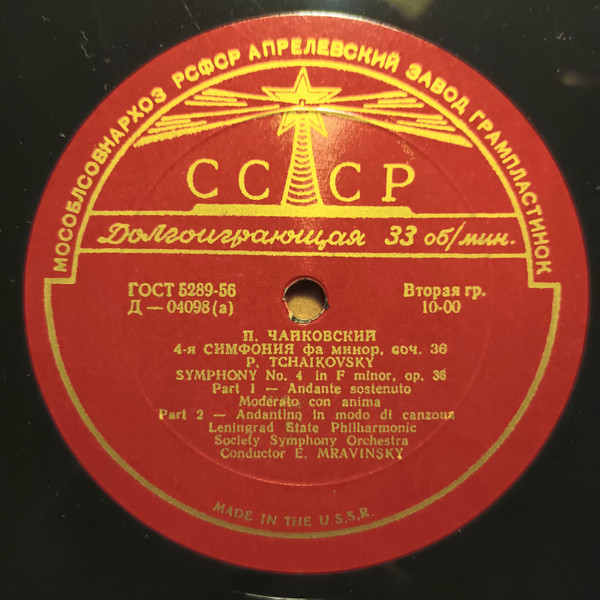 МОСОБЛСОВНАРХОЗ РСФСР АПРЕЛЕВСКИЙ ЗАВОД ГРАМПЛАСТИНОК
СССР
Долгоиграющая 33 об/мин.
ГОСТ 5289-56
Д — 04098(а)
Вторая гр.
10-00
П. ЧАЙКОВСКИЙ
4-я СИМФОНИЯ фа минор, соч. 36
P. TCHAIKOVSKY
SYMPHONY No. 4 in F minor, op. 36
Part 1 — Andante sostenuto
Moderato con anima
Part 2 — Andantino in modo di canzona
Leningrad State Philharmonic
Society Symphony Orchestra
Conductor E. MRAVINSKY
MADE IN THE U.S.S.R.